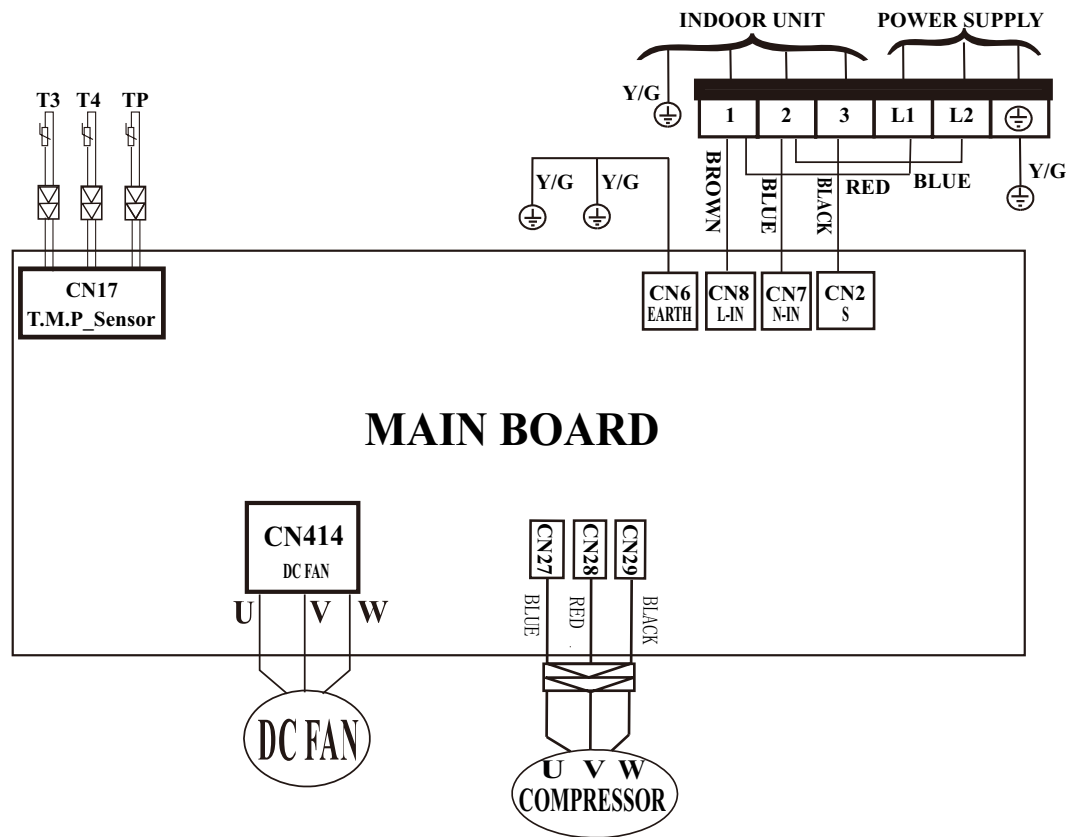 INDOOR UNIT POWER SUPPLY
T3 T4 TP
Y/G
1 2 3 L1 L2
Y/G Y/G
BROWN
BLUE
BLACK
RED
BLUE
Y/G
CN17
T.M.P_Sensor
CN6
EARTH
CN8
L-IN
CN7
N-IN
CN2
S
MAIN BOARD
CN414
DC FAN
U V W
CN27
CN28
CN29
BLUE
RED
BLACK
DC FAN
U V W
COMPRESSOR